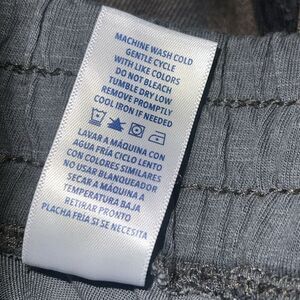 MACHINE WASH COLD
GENTLE CYCLE
WITH LIKE COLORS
DO NOT BLEACH
TUMBLE DRY LOW
REMOVE PROMPTLY
COOL IRON IF NEEDED
LAVAR A MÁQUINA CON
AGUA FRÍA CICLO LENTO
CON COLORES SIMILARES
NO USAR BLANQUEADOR
SECAR A MÁQUINA A
TEMPERATURA BAJA
RETIRAR PRONTO
PLACHA FRÍA SI SE NECESITA